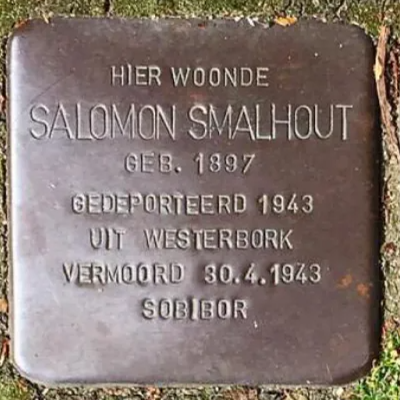 HIER WOONDE
SALOMON SMALHOUT
GEB. 1897
GEDEPORTEERD 1943
UIT WESTERBORK
VERMOORD 30.4.1943
SOBIBOR